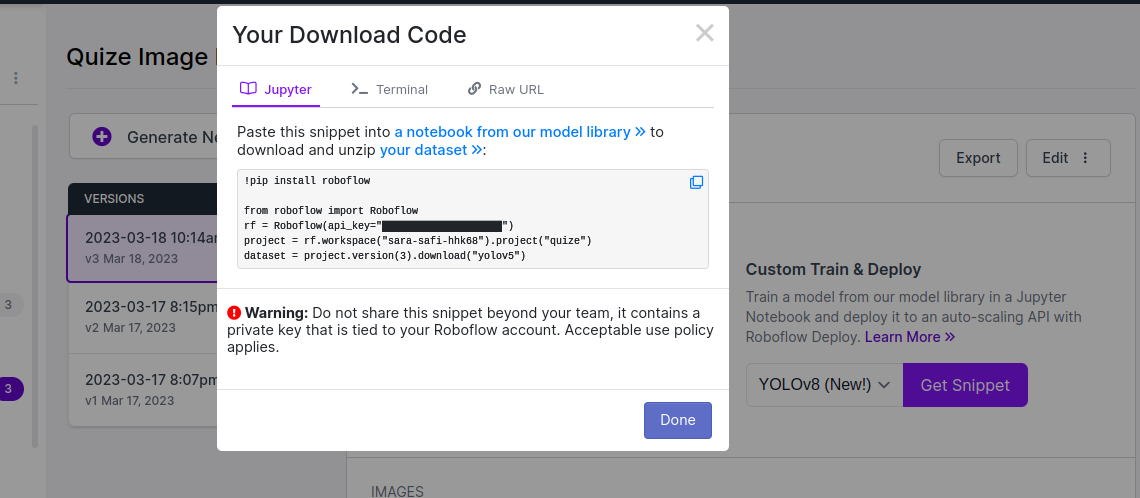 Your Download Code
Quize Image
Jupyter
Terminal
Raw URL
Paste this snippet into a notebook from our model library » to
download and unzip your dataset »:
!pip install roboflow
from roboflow import Roboflow
rf = Roboflow(api_key="")
project = rf.workspace("sara-safi-hhk68").project("quize")
dataset = project.version(3).download("yolov5")
Warning: Do not share this snippet beyond your team, it contains a
private key that is tied to your Roboflow account. Acceptable use policy
applies.
Done
Generate Ne
VERSIONS
2023-03-18 10:14a
v3 Mar 18, 2023
2023-03-17 8:15pm
v2 Mar 17, 2023
2023-03-17 8:07pm
v1 Mar 17, 2023
3
3
Export
Edit
Custom Train & Deploy
Train a model from our model library in a Jupyter
Notebook and deploy it to an auto-scaling API with
Roboflow Deploy. Learn More »
YOLOv8 (New!)
Get Snippet
IMAGES